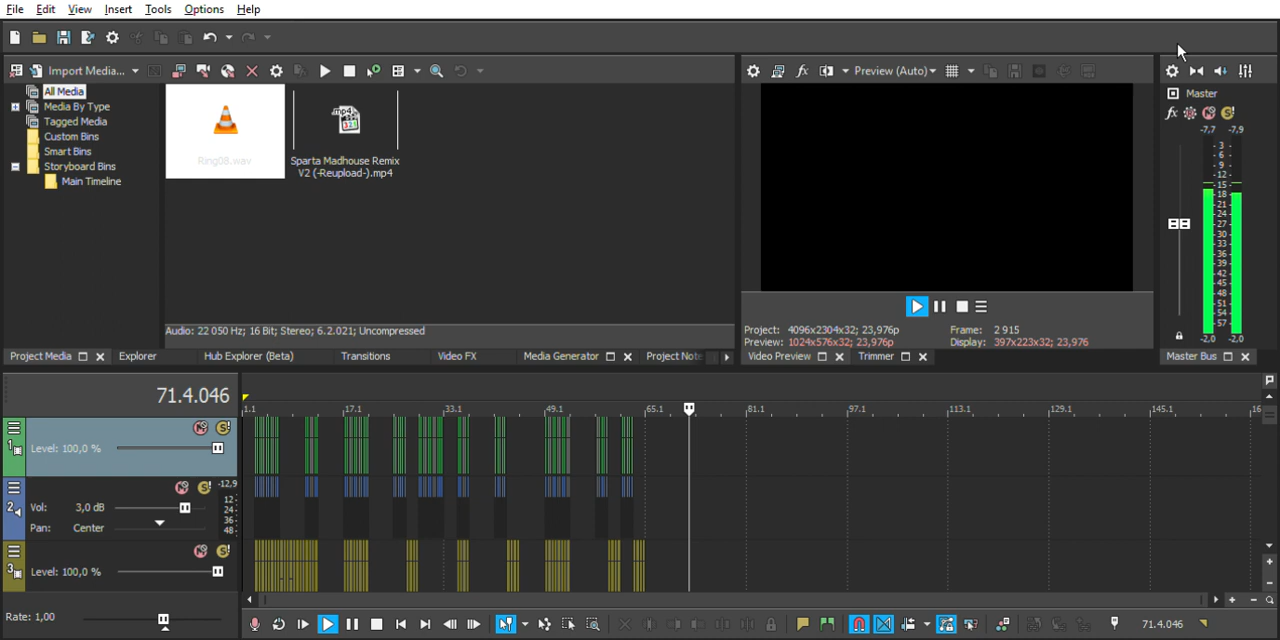 File Edit View Insert Tools Options Help
Import Media...
Preview (Auto)
All Media
Media By Type
Tagged Media
Custom Bins
Smart Bins
Storyboard Bins
Main Timeline
Ring08.wav
Sparta Madhouse Remix
V2 (-Reupload-).mp4
Audio: 22 050 Hz; 16 Bit; Stereo; 6.2.021; Uncompressed
Project: 4096x2304x32; 23,976p Frame: 2 915
Preview: 1024x576x32; 23,976p Display: 397x223x32; 23,976
Master
fx
-7,7 -7,9
- 3 -
- 6 -
- 9 -
-12-
-15-
-18-
-21-
-24-
-27-
-30-
-33-
-36-
-39-
-42-
-45-
-48-
-51-
-54-
-57-
-2,0 -2,0
Project Media Explorer Hub Explorer (Beta) Transitions Video FX Media Generator Project Note
Video Preview Trimmer Master Bus
71.4.046
1.1 17.1 33.1 49.1 65.1 81.1 97.1 113.1 129.1 145.1 16
1 Level: 100,0 %
2 Vol: 3,0 dB
Pan: Center
-12,9
12-
24-
36-
48-
3 Level: 100,0 %
Rate: 1,00
71.4.046